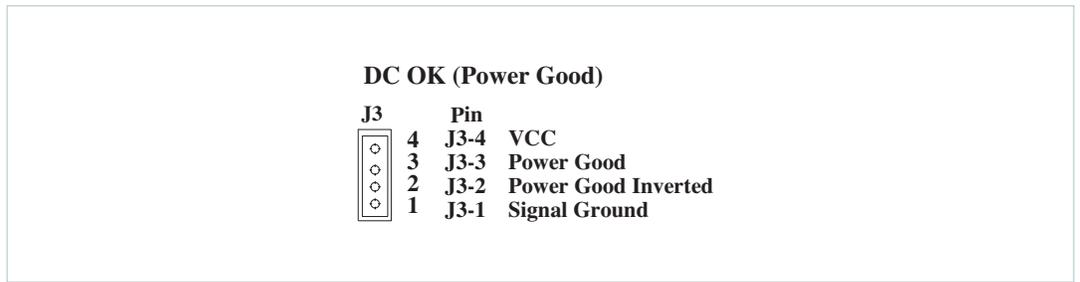 DC OK (Power Good)
J3 Pin
4 J3-4 VCC
3 J3-3 Power Good
2 J3-2 Power Good Inverted
1 J3-1 Signal Ground